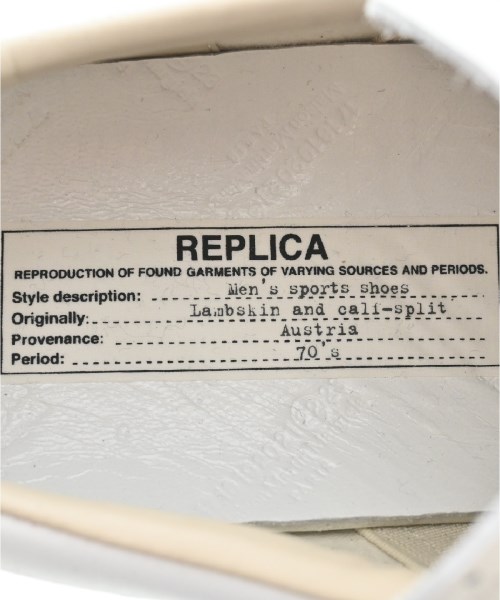 REPLICA
REPRODUCTION OF FOUND GARMENTS OF VARYING SOURCES AND PERIODS.
Style description: Men's sports shoes
Originally: Lambskin and calf-split
Provenance: Austria
Period: 70's